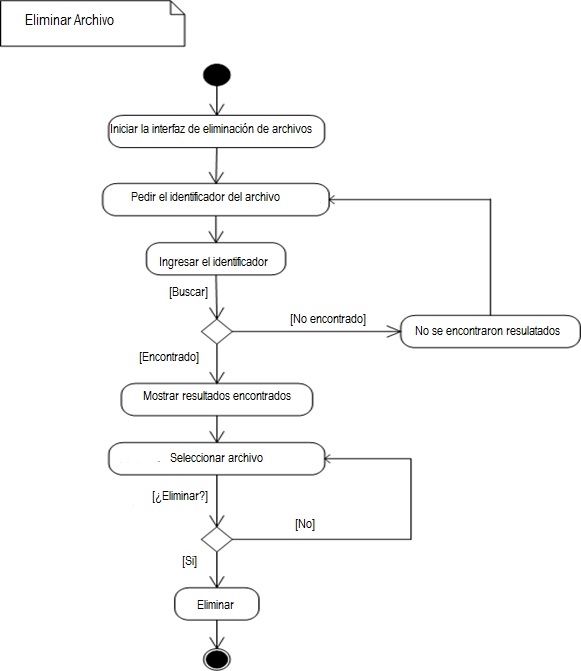 Eliminar Archivo
Iniciar la interfaz de eliminación de archivos
Pedir el identificador del archivo
Ingresar el identificador
[Buscar]
[No encontrado]
No se encontraron resulatados
[Encontrado]
Mostrar resultados encontrados
Seleccionar archivo
[¿Eliminar?]
[No]
[Si]
Eliminar